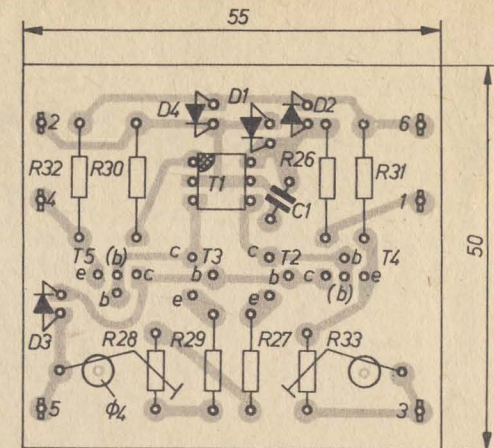 55
D1
D4 D2
2 6
R32 R30 R26 R31
T1
4 C1 1
T5 (b) c T3 c T2 b T4
e c b b c e
b e e (b)
D3
R28 R29 R27 R33
5 ϕ4 3
50